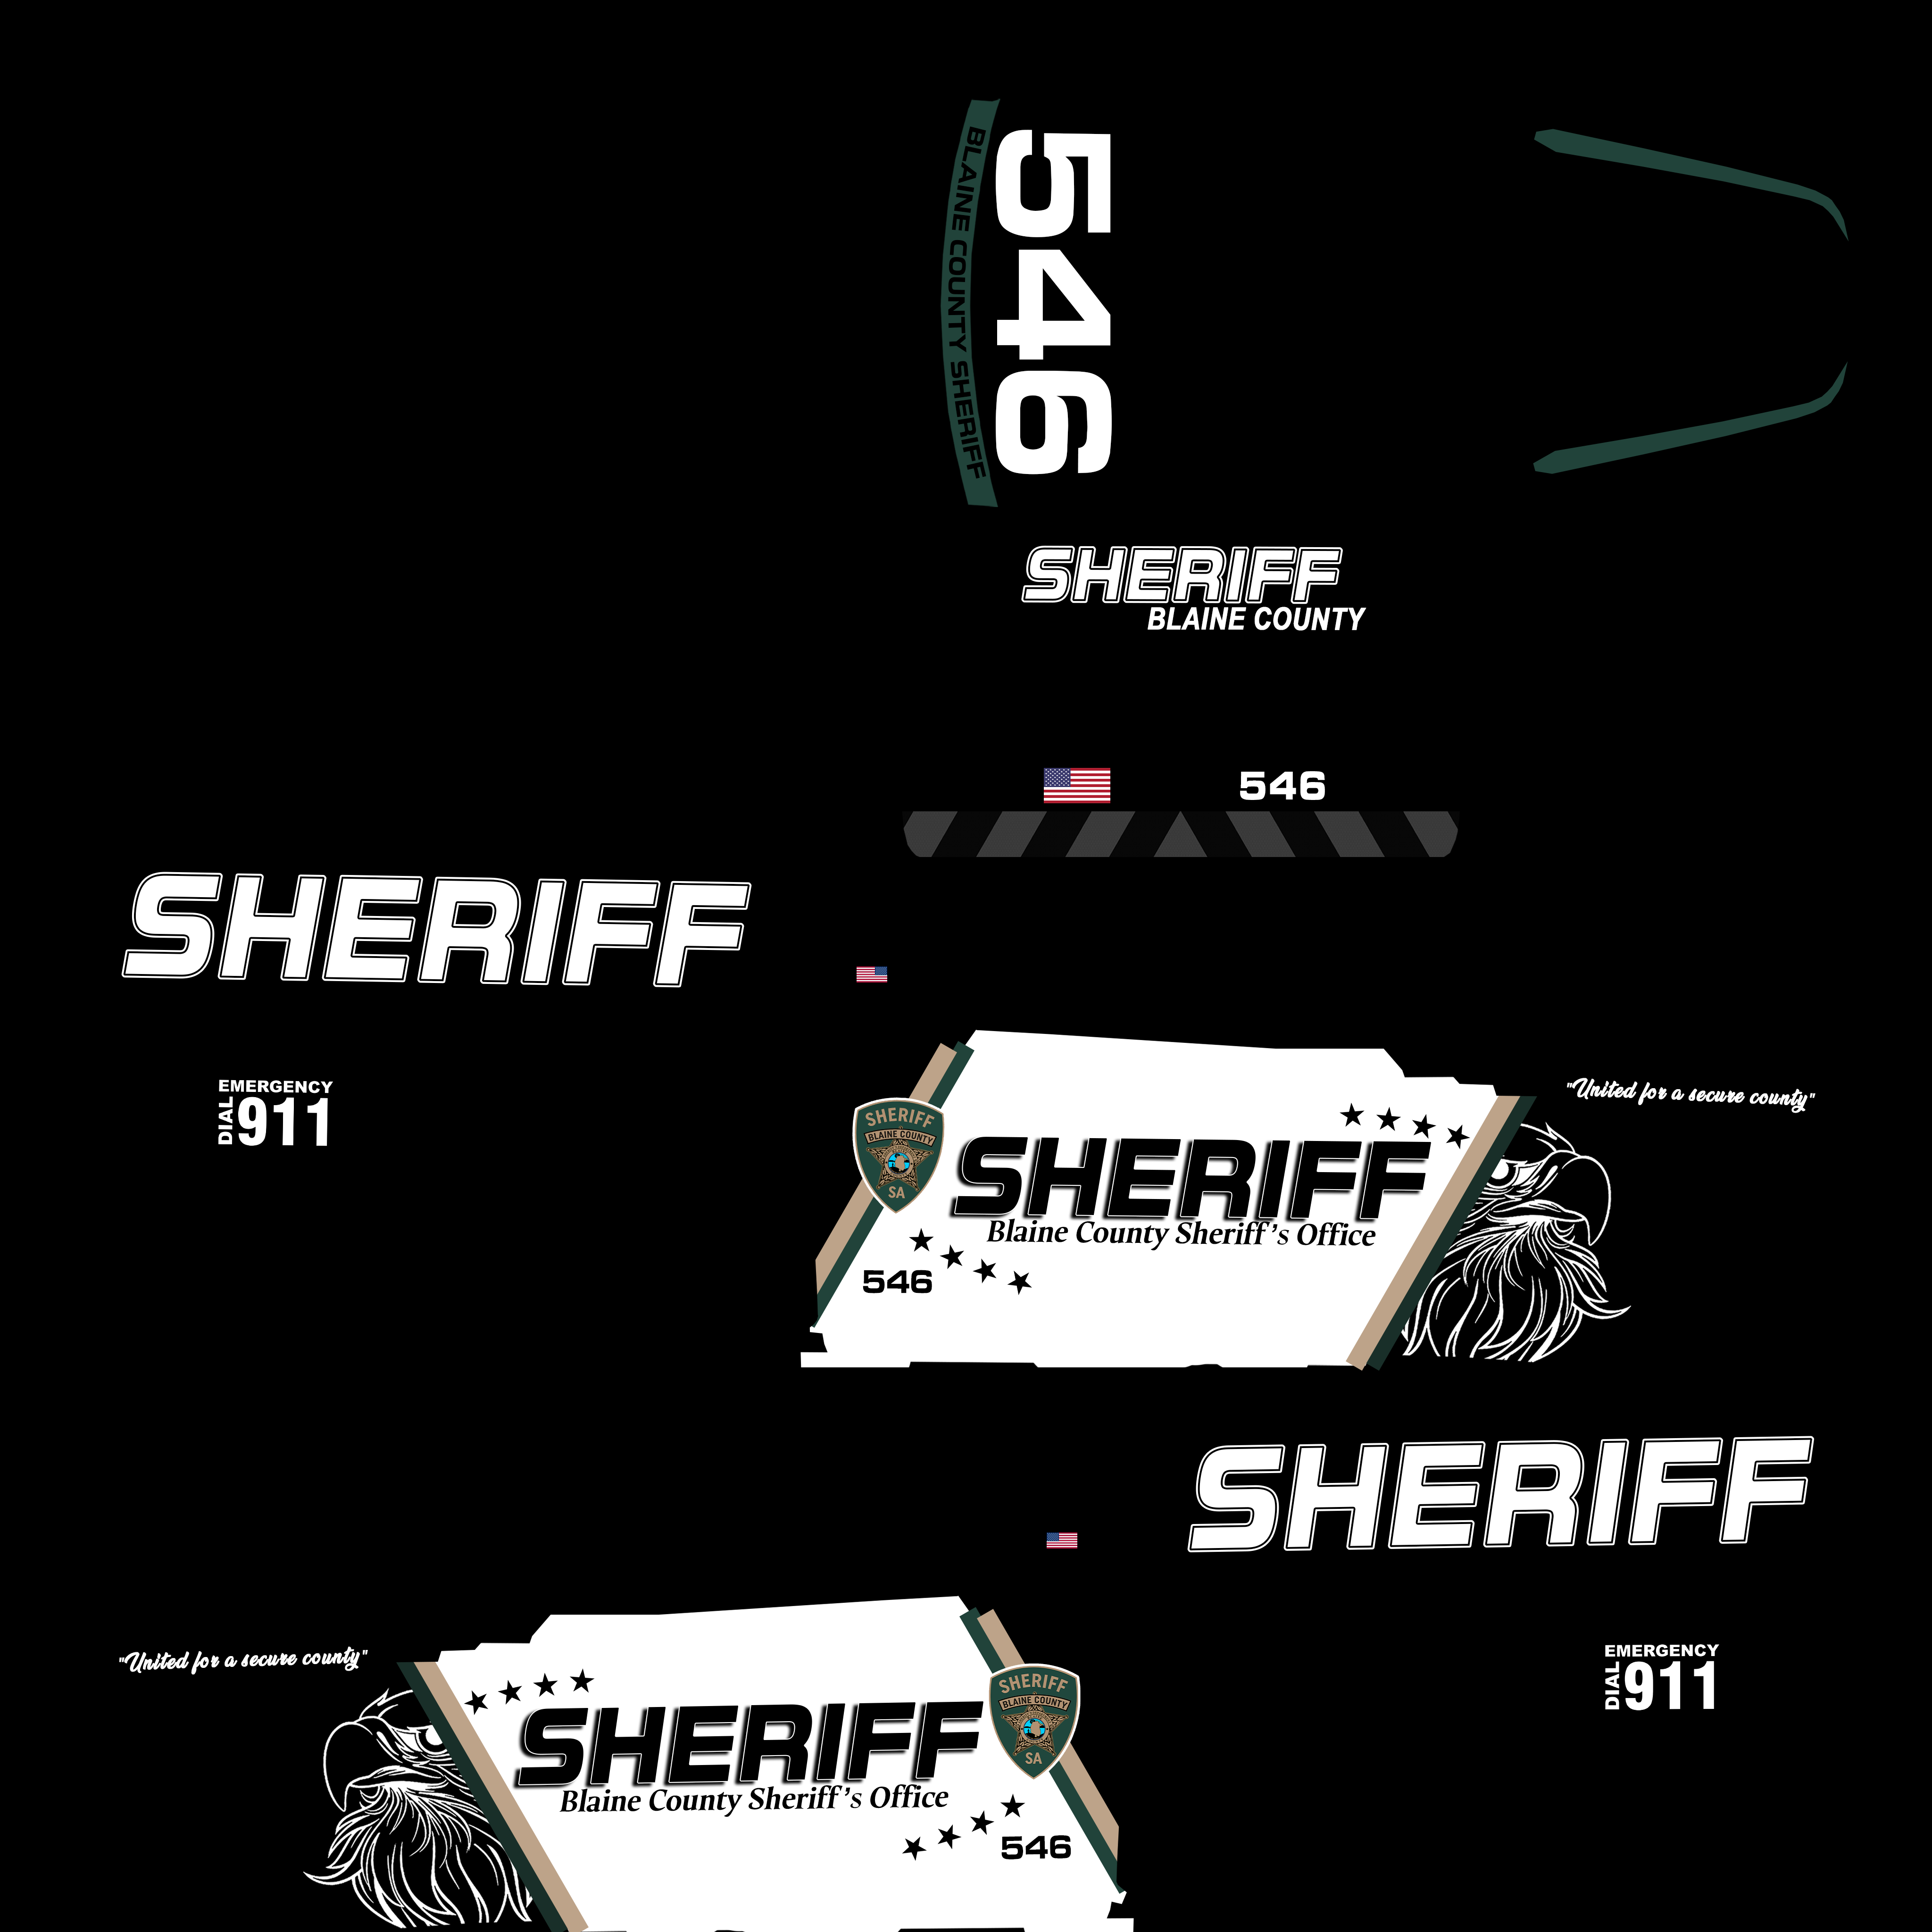 BLAINE COUNTY SHERIFF
546
SHERIFF
BLAINE COUNTY
546
SHERIFF
EMERGENCY
DIAL
911
"United for a secure county"
SHERIFF
BLAINE COUNTY
SA
SHERIFF
Blaine County Sheriff's Office
546
SHERIFF
"United for a secure county"
EMERGENCY
DIAL
911
SHERIFF
Blaine County Sheriff's Office
SHERIFF
BLAINE COUNTY
SA
546